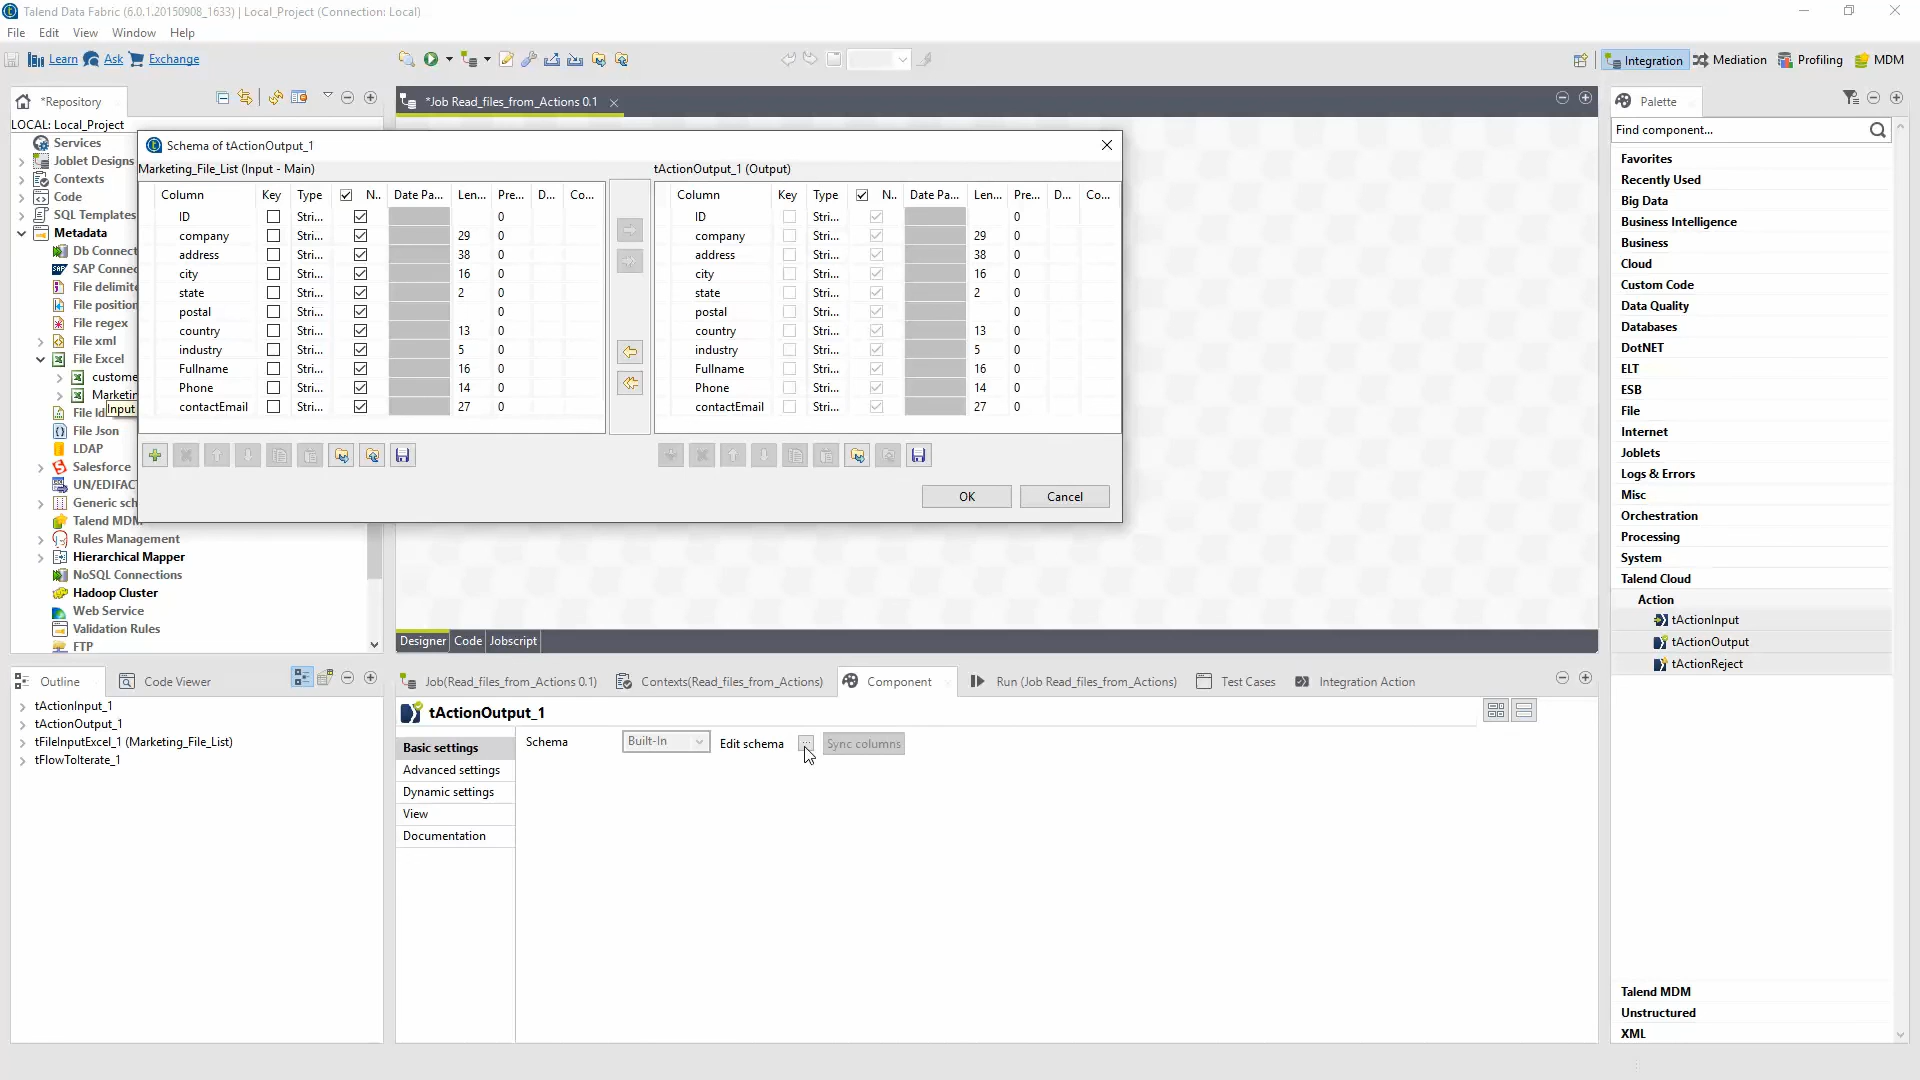 Talend Data Fabric (6.0.1.20150908_1633) | Local_Project (Connection: Local)
File Edit View Window Help
Learn Ask Exchange
Integration Mediation Profiling MDM
*Repository
LOCAL: Local_Project
Services
Joblet Designs
Contexts
Code
SQL Templates
Metadata
Db Connect
SAP Connec
File delimite
File position
File regex
File xml
File Excel
custome
Marketin
Input
File ld
File Json
LDAP
Salesforce
UN/EDIFAC
Generic sch
Talend MDM
Rules Management
Hierarchical Mapper
NoSQL Connections
Hadoop Cluster
Web Service
Validation Rules
FTP
*Job Read_files_from_Actions 0.1
Schema of tActionOutput_1
Marketing_File_List (Input - Main)
Column Key Type N.. Date Pa... Len... Pre... D... Co...
ID Stri... 0
company Stri... 29 0
address Stri... 38 0
city Stri... 16 0
state Stri... 2 0
postal Stri... 0
country Stri... 13 0
industry Stri... 5 0
Fullname Stri... 16 0
Phone Stri... 14 0
contactEmail Stri... 27 0
tActionOutput_1 (Output)
Column Key Type N.. Date Pa... Len... Pre... D... Co...
ID Stri... 0
company Stri... 29 0
address Stri... 38 0
city Stri... 16 0
state Stri... 2 0
postal Stri... 0
country Stri... 13 0
industry Stri... 5 0
Fullname Stri... 16 0
Phone Stri... 14 0
contactEmail Stri... 27 0
OK Cancel
Designer Code Jobscript
Palette
Find component...
Favorites
Recently Used
Big Data
Business Intelligence
Business
Cloud
Custom Code
Data Quality
Databases
DotNET
ELT
ESB
File
Internet
Joblets
Logs & Errors
Misc
Orchestration
Processing
System
Talend Cloud
Action
tActionInput
tActionOutput
tActionReject
Talend MDM
Unstructured
XML
Outline Code Viewer
tActionInput_1
tActionOutput_1
tFileInputExcel_1 (Marketing_File_List)
tFlowToIterate_1
Job(Read_files_from_Actions 0.1) Contexts(Read_files_from_Actions) Component Run (Job Read_files_from_Actions) Test Cases Integration Action
tActionOutput_1
Basic settings
Advanced settings
Dynamic settings
View
Documentation
Schema Built-In Edit schema ... Sync columns